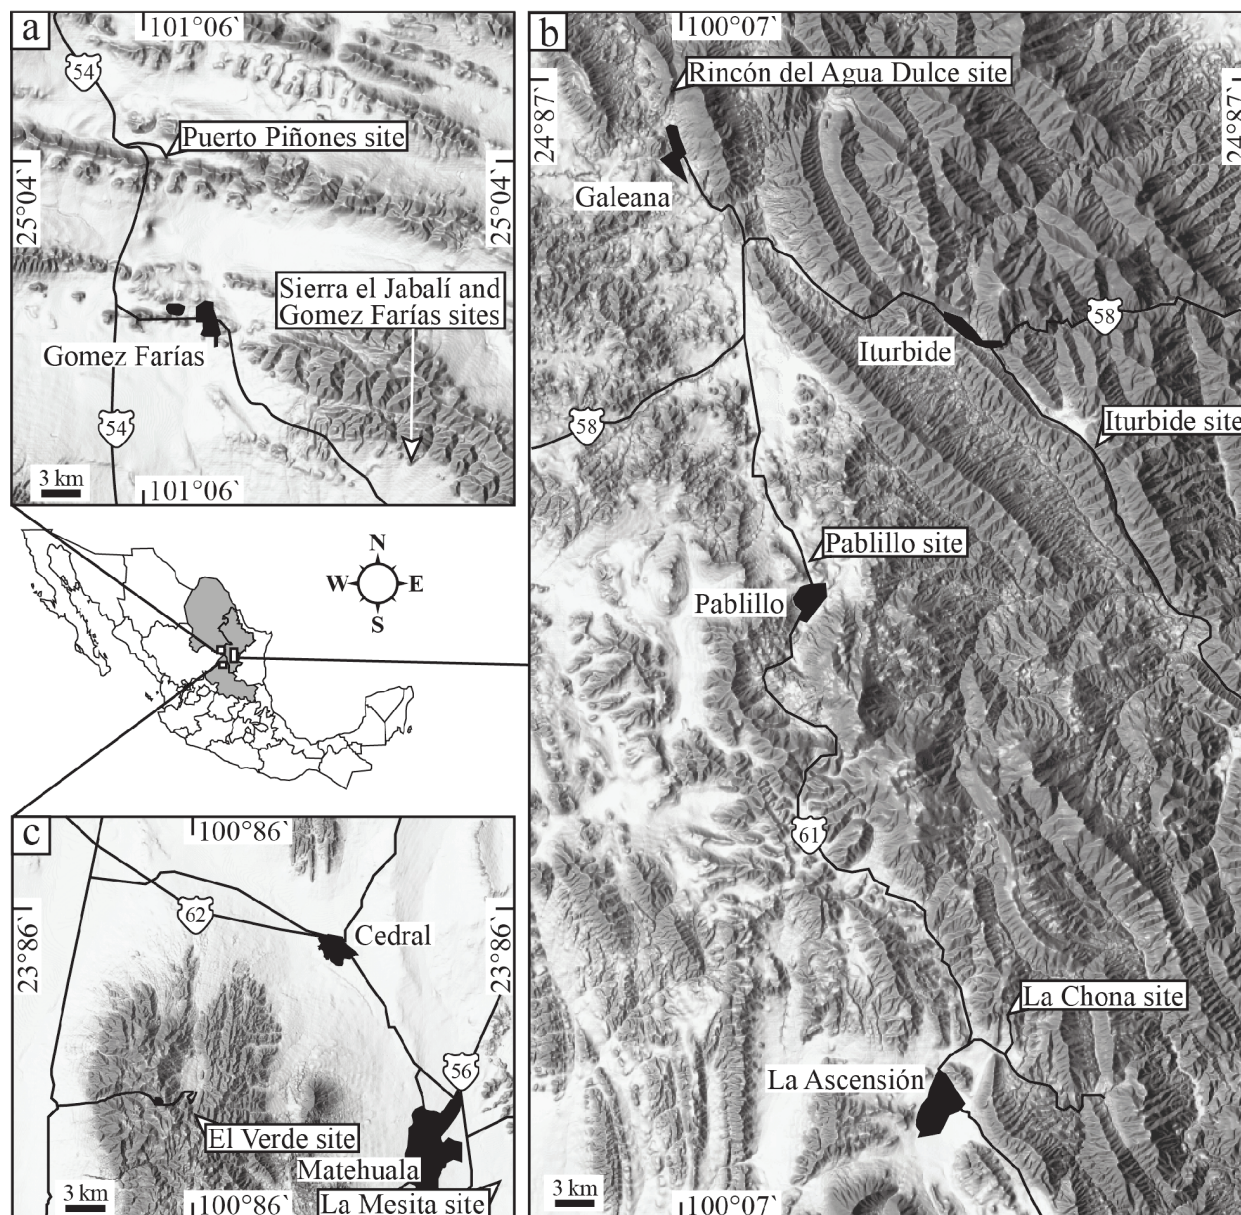 a
101°06`
54
Puerto Piñones site
25°04`
25°04`
Sierra el Jabalí and
Gomez Farías sites
Gomez Farías
54
3 km
101°06`
N
W
E
S
b
100°07`
Rincón del Agua Dulce site
24°87`
24°87`
Galeana
58
Iturbide
58
Iturbide site
Pablillo site
Pablillo
61
La Chona site
La Ascensión
3 km
100°07`
c
100°86`
62
Cedral
23°86`
23°86`
56
El Verde site
Matehuala
La Mesita site
3 km
100°86`